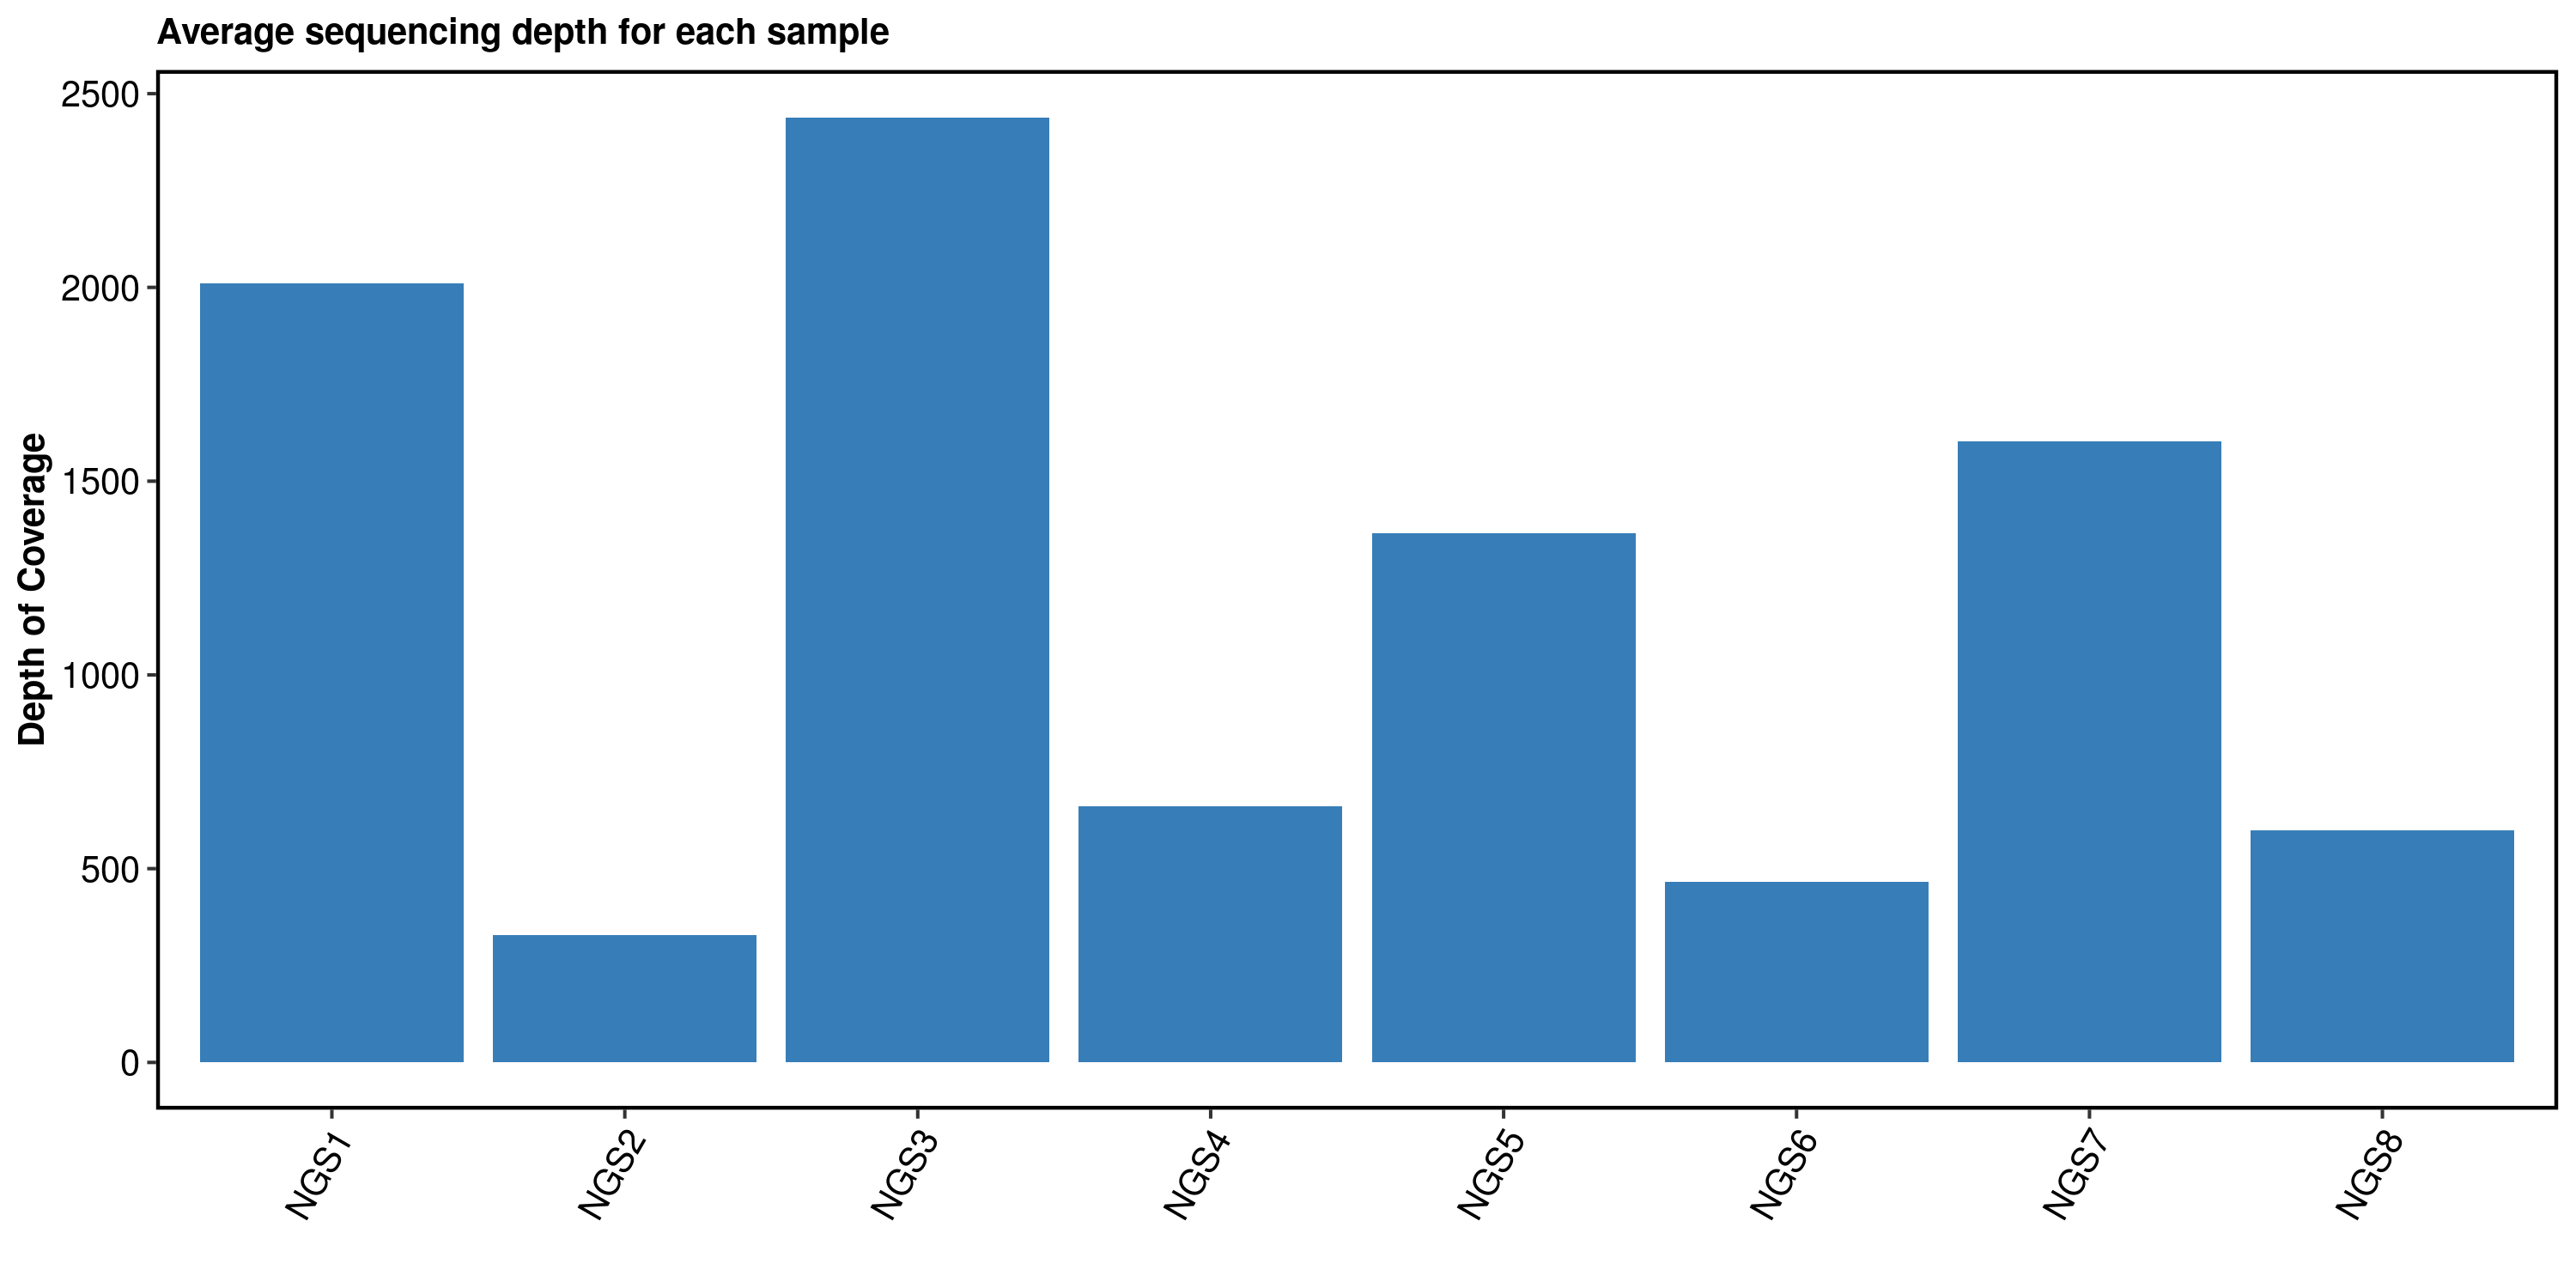 Average sequencing depth for each sample
Depth of Coverage
2500
2000
1500
1000
500
0
NGS1
NGS2
NGS3
NGS4
NGS5
NGS6
NGS7
NGS8